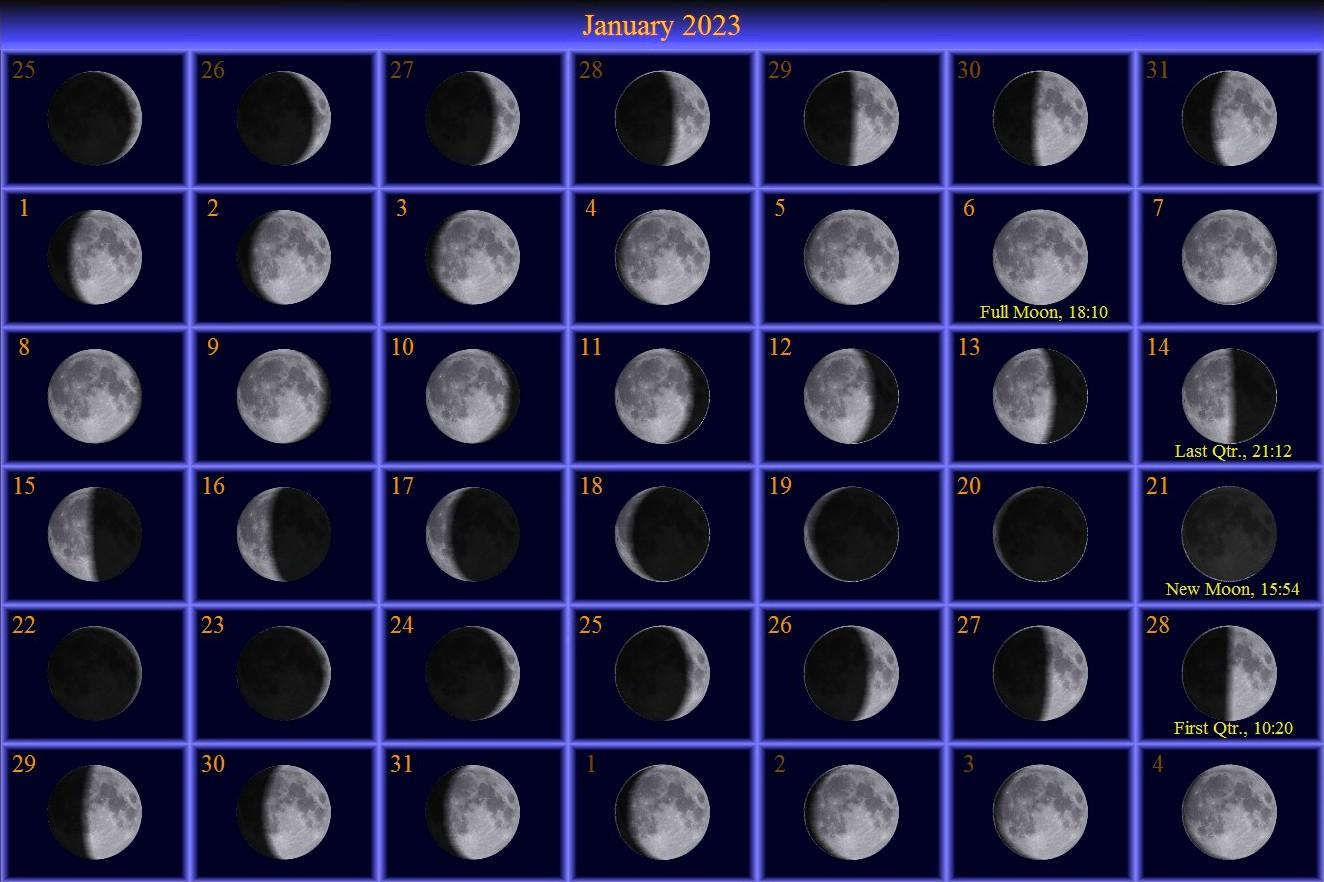 January 2023
25 26 27 28 29 30 31
1 2 3 4 5 6 7
Full Moon, 18:10
8 9 10 11 12 13 14
Last Qtr., 21:12
15 16 17 18 19 20 21
New Moon, 15:54
22 23 24 25 26 27 28
First Qtr., 10:20
29 30 31 1 2 3 4